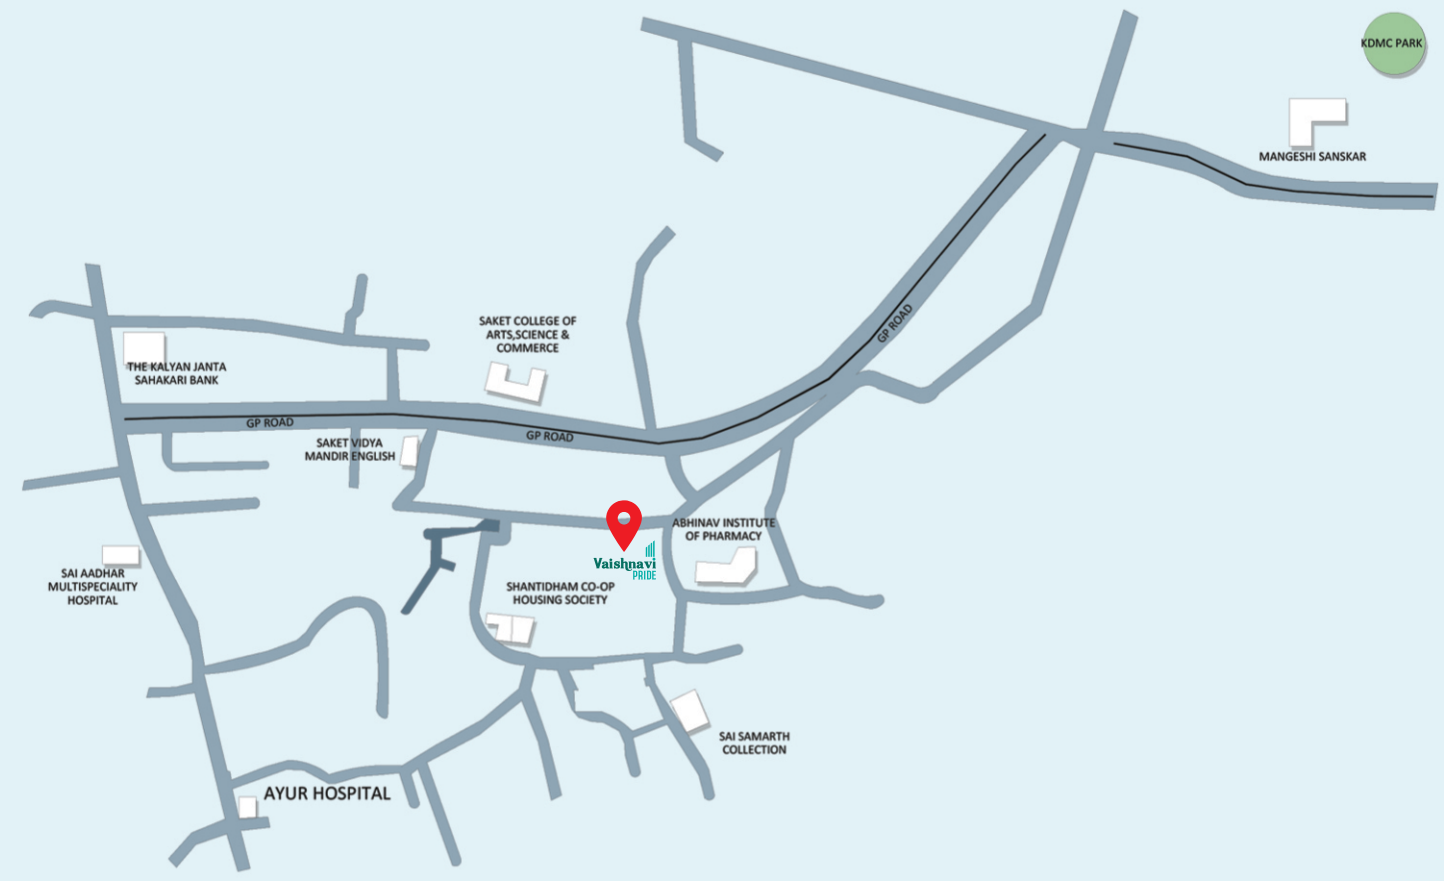 KDMC PARK
MANGESHI SANSKAR
SAKET COLLEGE OF
ARTS,SCIENCE &
COMMERCE
GP ROAD
THE KALYAN JANTA
SAHAKARI BANK
GP ROAD
GP ROAD
SAKET VIDYA
MANDIR ENGLISH
ABHINAV INSTITUTE
OF PHARMACY
Vaishnavi
PRIDE
SAI AADHAR
MULTISPECIALITY
HOSPITAL
SHANTIDHAM CO-OP
HOUSING SOCIETY
SAI SAMARTH
COLLECTION
AYUR HOSPITAL